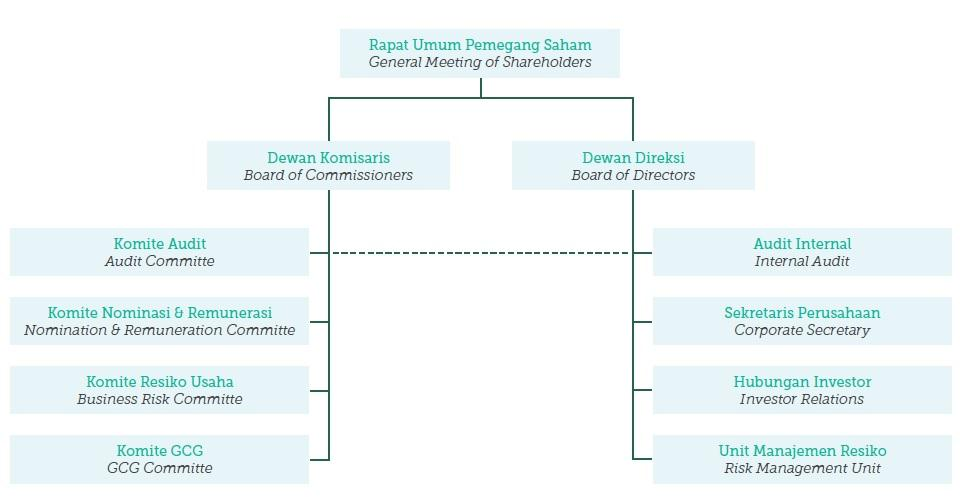 Rapat Umum Pemegang Saham
General Meeting of Shareholders
Dewan Komisaris
Board of Commissioners
Dewan Direksi
Board of Directors
Komite Audit
Audit Committe
Audit Internal
Internal Audit
Komite Nominasi & Remunerasi
Nomination & Remuneration Committe
Sekretaris Perusahaan
Corporate Secretary
Komite Resiko Usaha
Business Risk Committe
Hubungan Investor
Investor Relations
Komite GCG
GCG Committe
Unit Manajemen Resiko
Risk Management Unit